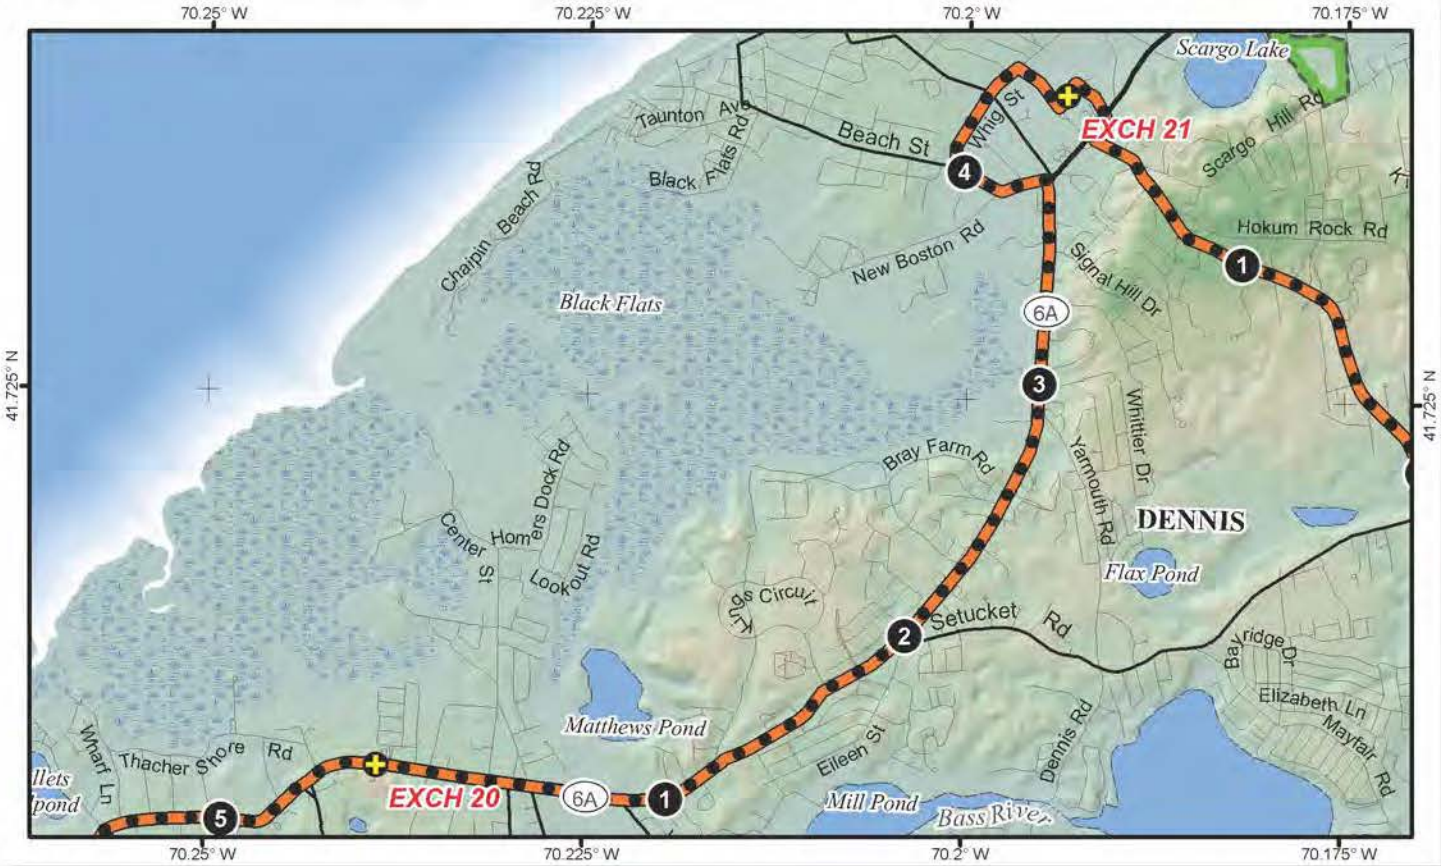 70.25° W
70.225° W
70.2° W
70.175° W
Scargo Lake
Taunton Ave
Beach St
Whig St
EXCH 21
Scargo Hill Rd
Black Flats Rd
4
Chaipin Beach Rd
Hokum Rock Rd
New Boston Rd
Signal Hill Dr
1
Black Flats
6A
41.725° N
3
41.725° N
Whittier Dr
Bray Farm Rd
Yarmouth Rd
Homers Dock Rd
Center St
Lookout Rd
DENNIS
Flax Pond
Kings Circuit
Setucket Rd
2
Bayridge Dr
Elizabeth Ln
Matthews Pond
Mayfair Rd
Dennis Rd
Eileen St
Wharf Ln
Thacher Shore Rd
llets
lpond
EXCH 20
6A
1
Mill Pond
Bass River
5
70.25° W
70.225° W
70.2° W
70.175° W